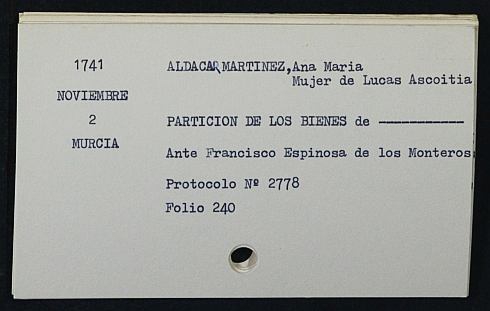 1741
NOVIEMBRE
2
MURCIA
ALDACAR MARTINEZ, Ana Maria
Mujer de Lucas Ascoitia
PARTICION DE LOS BIENES de -----------
Ante Francisco Espinosa de los Monteros
Protocolo Nº 2778
Folio 240